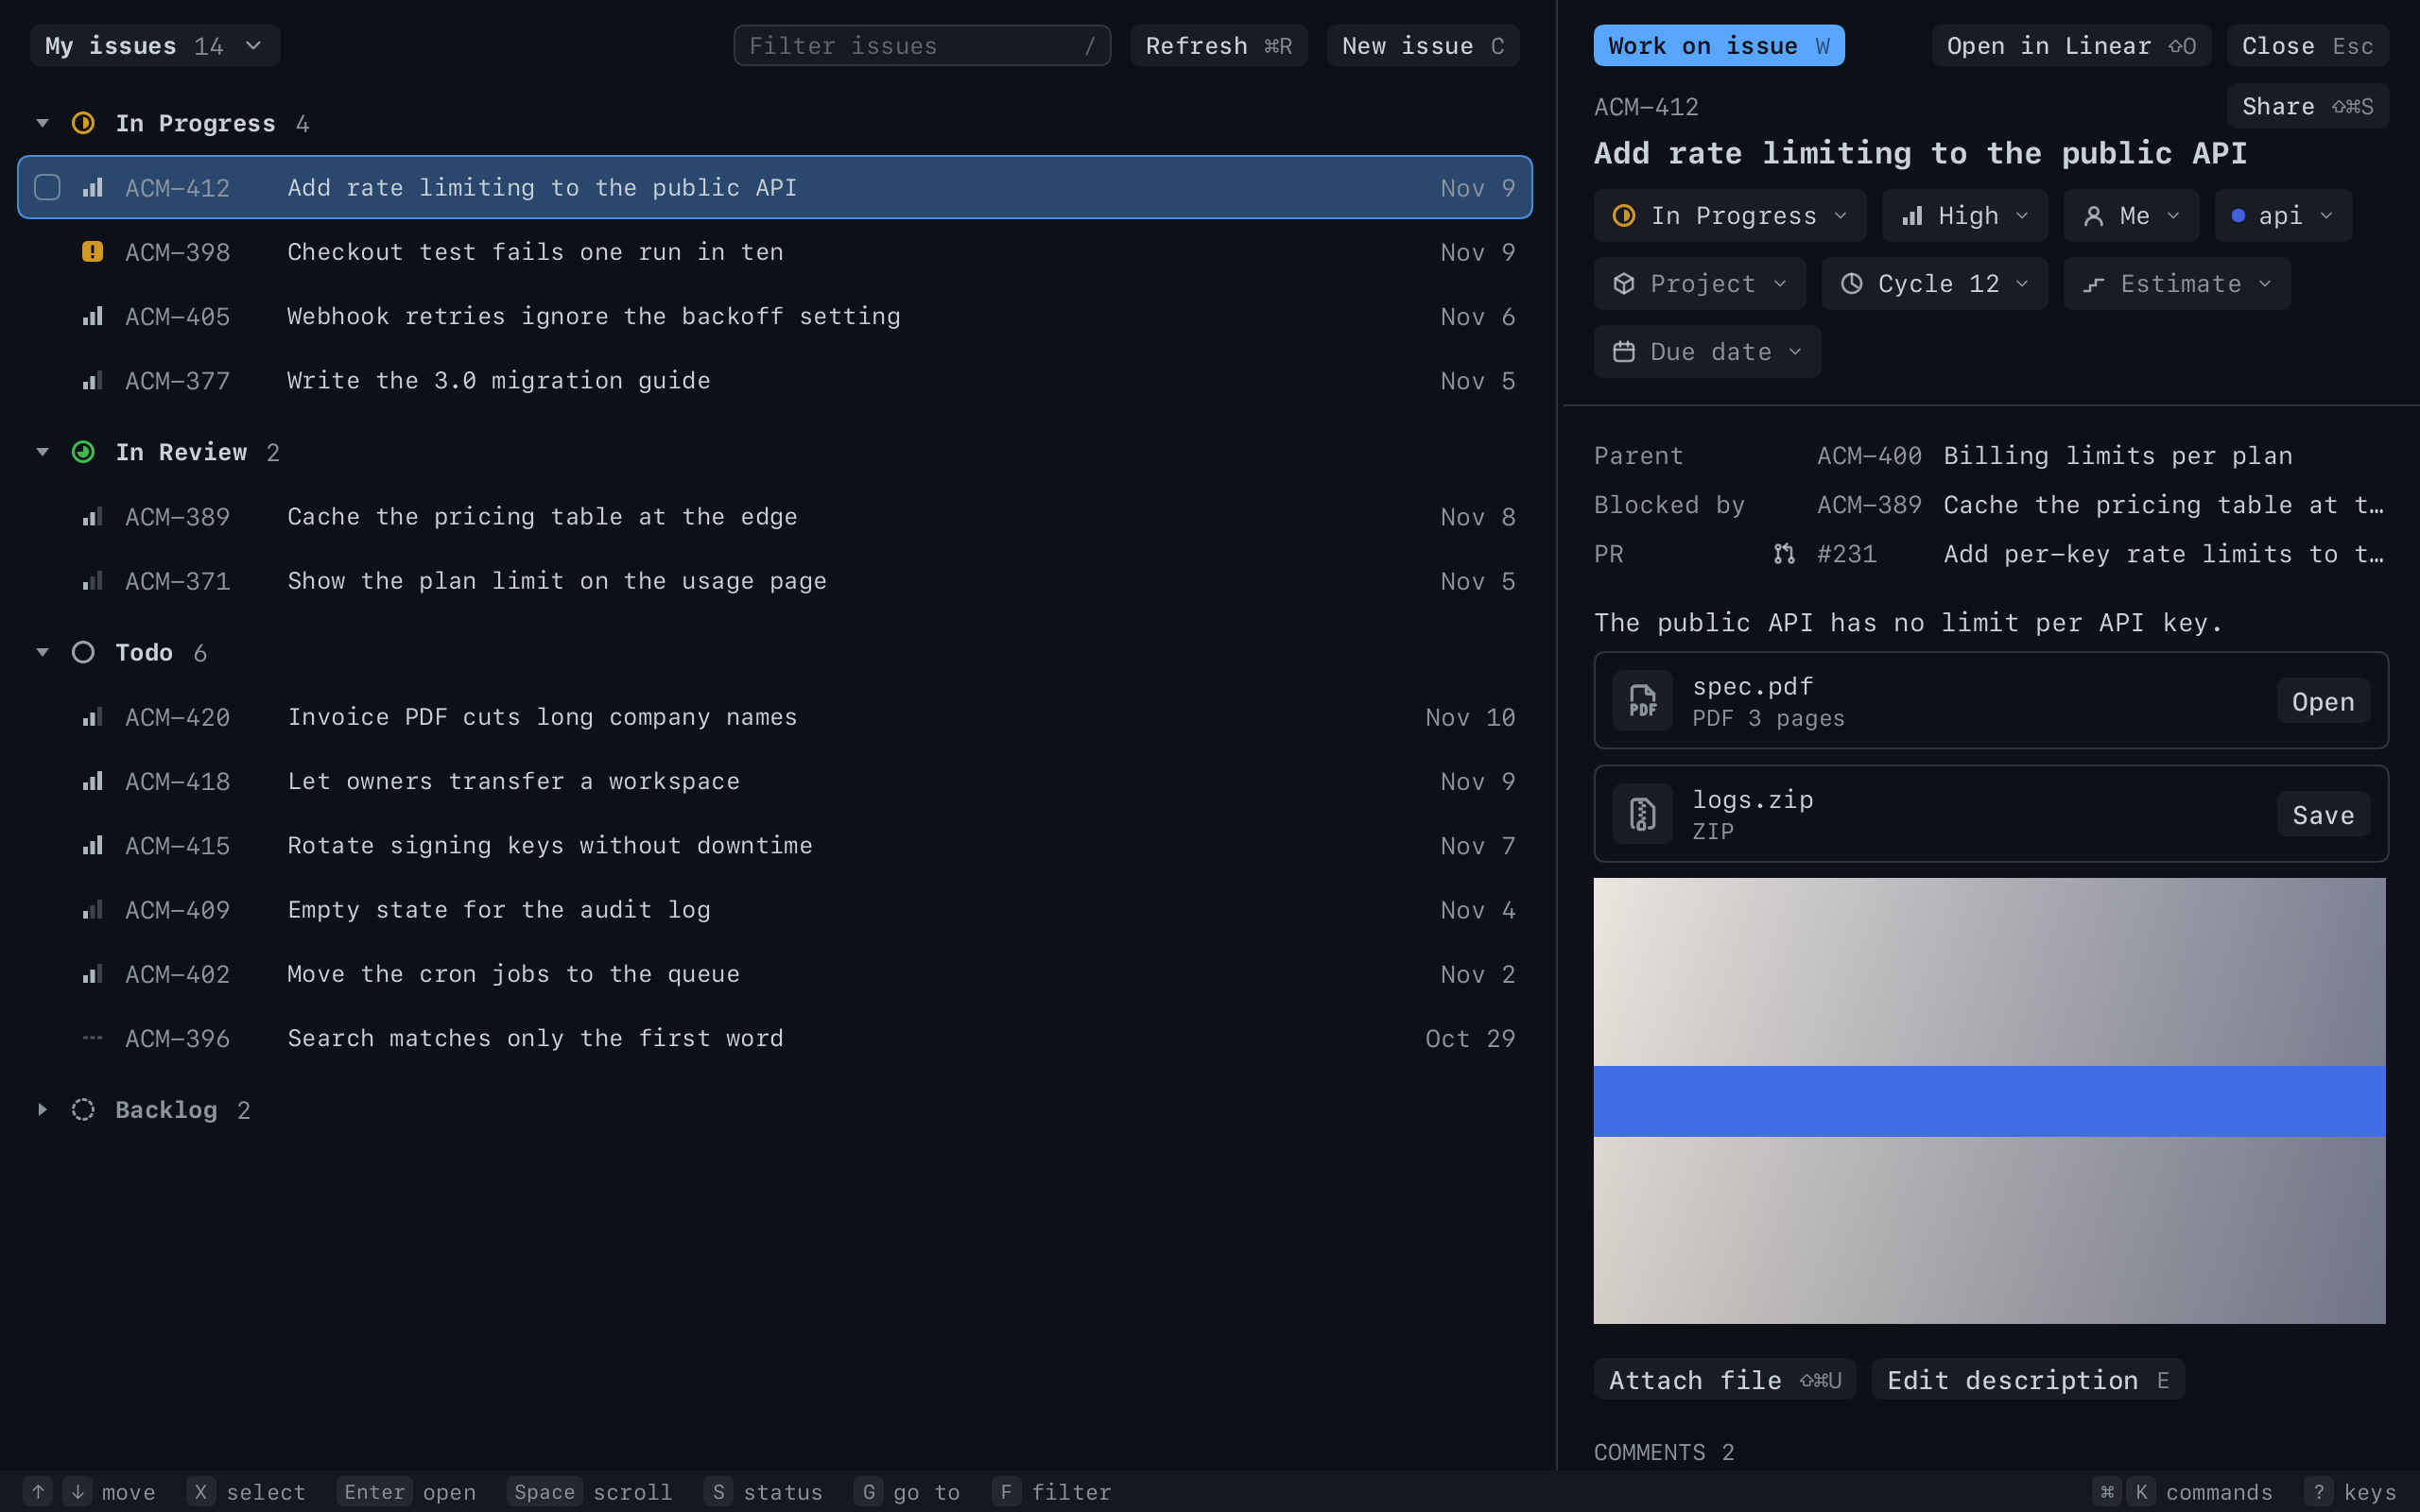 My issues 14
Filter issues /
Refresh ⌘R
New issue C
In Progress 4
ACM-412 Add rate limiting to the public API Nov 9
ACM-398 Checkout test fails one run in ten Nov 9
ACM-405 Webhook retries ignore the backoff setting Nov 6
ACM-377 Write the 3.0 migration guide Nov 5
In Review 2
ACM-389 Cache the pricing table at the edge Nov 8
ACM-371 Show the plan limit on the usage page Nov 5
Todo 6
ACM-420 Invoice PDF cuts long company names Nov 10
ACM-418 Let owners transfer a workspace Nov 9
ACM-415 Rotate signing keys without downtime Nov 7
ACM-409 Empty state for the audit log Nov 4
ACM-402 Move the cron jobs to the queue Nov 2
ACM-396 Search matches only the first word Oct 29
Backlog 2
Work on issue W
Open in Linear ⇧O
Close Esc
ACM-412
Share ⇧⌘S
Add rate limiting to the public API
In Progress High Me api
Project Cycle 12 Estimate
Due date
Parent ACM-400 Billing limits per plan
Blocked by ACM-389 Cache the pricing table at t…
PR #231 Add per-key rate limits to t…
The public API has no limit per API key.
PDF
spec.pdf
PDF 3 pages
Open
logs.zip
ZIP
Save
Attach file ⇧⌘U
Edit description E
COMMENTS 2
↑ ↓ move X select Enter open Space scroll S status G go to F filter ⌘ K commands ? keys